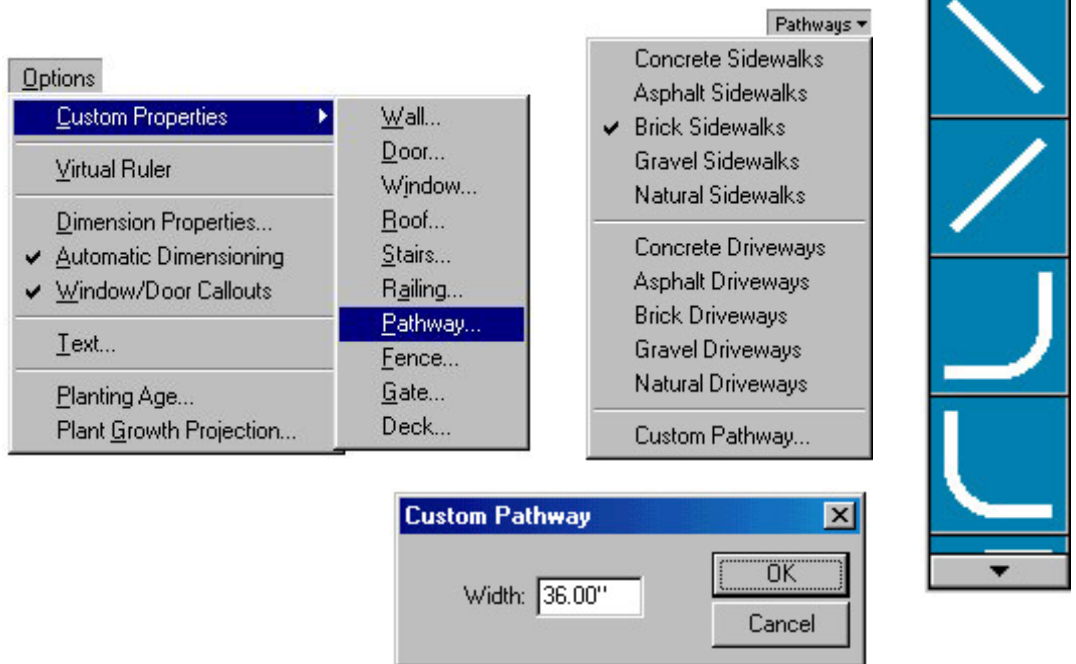 Options
Custom Properties
Virtual Ruler
Dimension Properties...
Automatic Dimensioning
Window/Door Callouts
Text...
Planting Age...
Plant Growth Projection...
Wall...
Door...
Window...
Roof...
Stairs...
Railing...
Pathway...
Fence...
Gate...
Deck...
Pathways
Concrete Sidewalks
Asphalt Sidewalks
Brick Sidewalks
Gravel Sidewalks
Natural Sidewalks
Concrete Driveways
Asphalt Driveways
Brick Driveways
Gravel Driveways
Natural Driveways
Custom Pathway...
Custom Pathway
Width: 36.00"
OK
Cancel